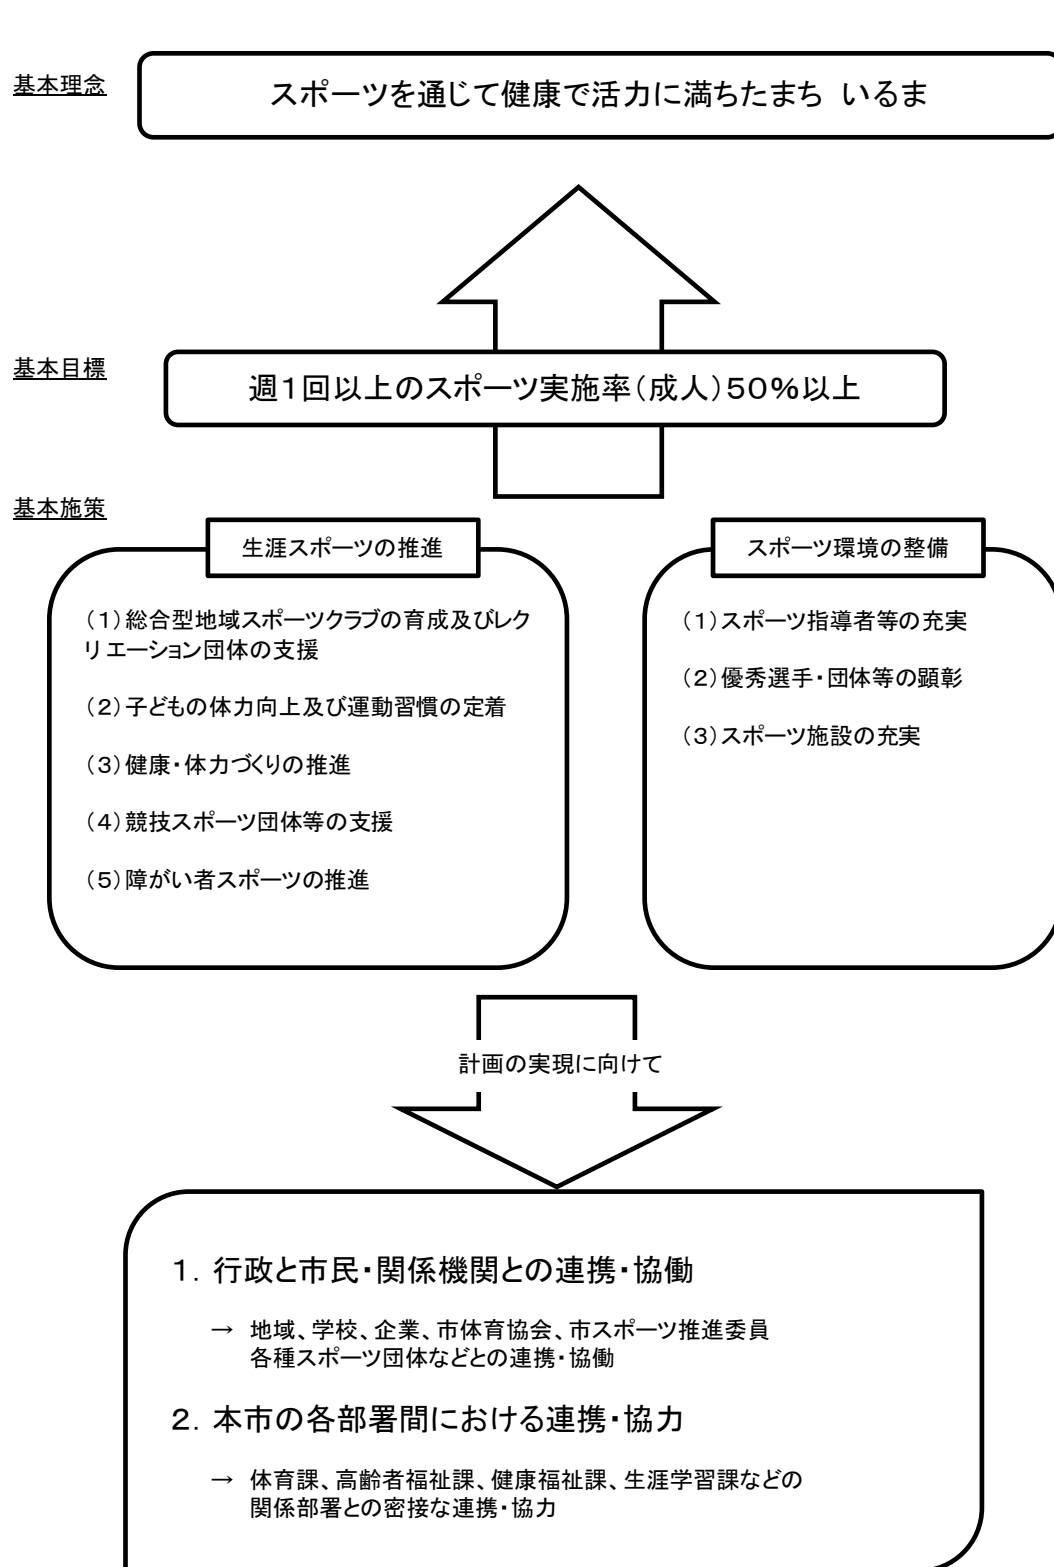 基本理念
スポーツを通じて健康で活力に満ちたまち いるま
基本目標
週1回以上のスポーツ実施率（成人）50%以上
基本施策
生涯スポーツの推進
（1）総合型地域スポーツクラブの育成及びレク
リエーション団体の支援
（2）子どもの体力向上及び運動習慣の定着
（3）健康・体力づくりの推進
（4）競技スポーツ団体等の支援
（5）障がい者スポーツの推進
スポーツ環境の整備
（1）スポーツ指導者等の充実
（2）優秀選手・団体等の顕彰
（3）スポーツ施設の充実
計画の実現に向けて
1．行政と市民・関係機関との連携・協働
→ 地域、学校、企業、市体育協会、市スポーツ推進委員
各種スポーツ団体などとの連携・協働
2．本市の各部署間における連携・協力
→ 体育課、高齢者福祉課、健康福祉課、生涯学習課などの
関係部署との密接な連携・協力